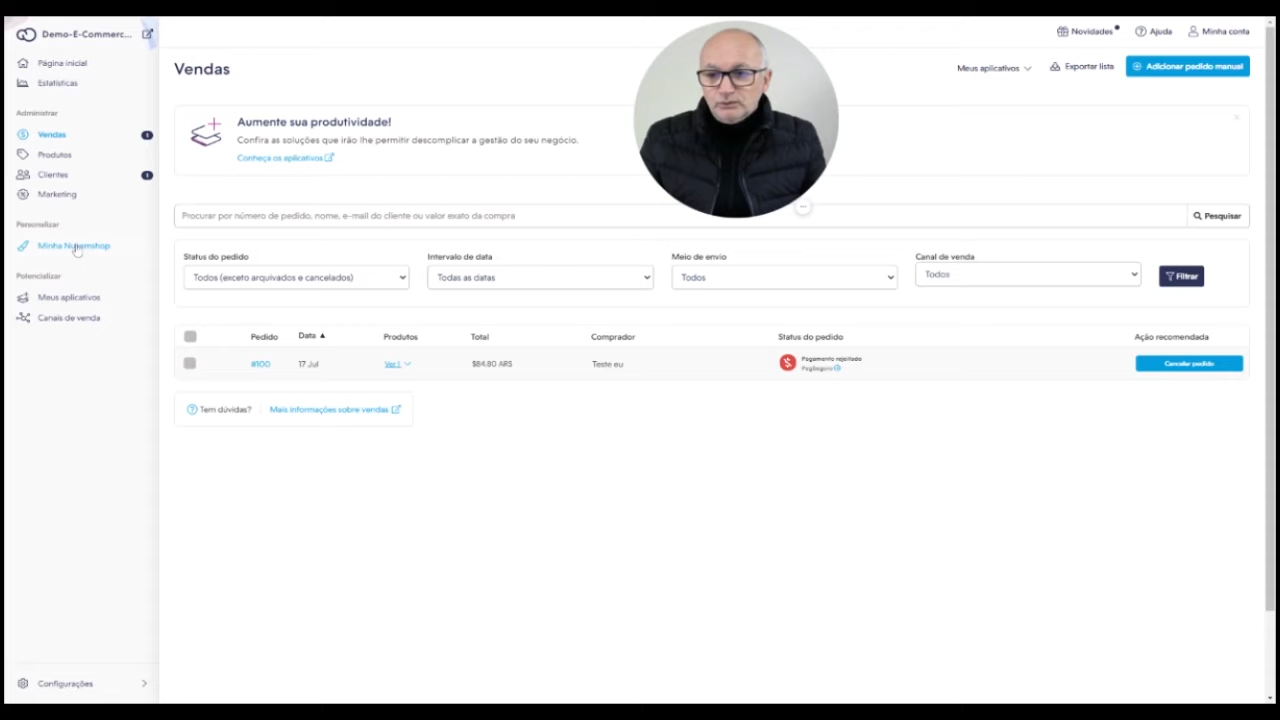 Demo-E-Commerc...
Novidades
Ajuda
Minha conta
Página inicial
Estatísticas
Administrar
Vendas
1
Produtos
Clientes
1
Marketing
Personalizar
Minha Nuvemshop
Potencializar
Meus aplicativos
Canais de venda
Configurações
Vendas
Meus aplicativos
Exportar lista
Adicionar pedido manual
Aumente sua produtividade!
Confira as soluções que irão lhe permitir descomplicar a gestão do seu negócio.
Conheça os aplicativos
Procurar por número de pedido, nome, e-mail do cliente ou valor exato da compra
Pesquisar
Status do pedido
Intervalo de data
Meio de envio
Canal de venda
Todos (exceto arquivados e cancelados)
Todas as datas
Todos
Todos
Filtrar
Pedido
Data ▲
Produtos
Total
Comprador
Status do pedido
Ação recomendada
#100
17 Jul
Ver 1
$84.80 ARS
Teste eu
Pagamento rejeitado
PagSeguro
Cancelar pedido
Tem dúvidas?
Mais informações sobre vendas